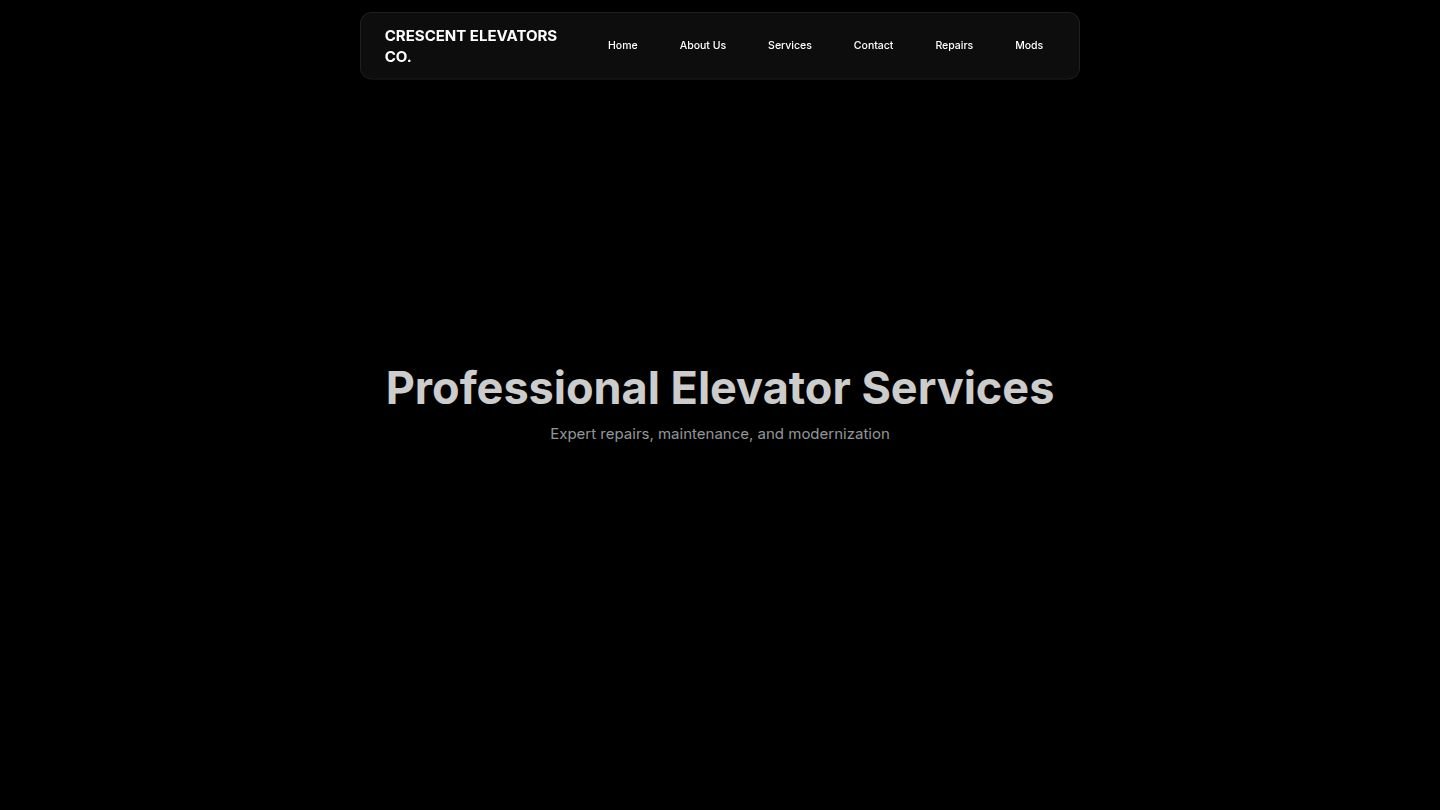 CRESCENT ELEVATORS
CO.
Home
About Us
Services
Contact
Repairs
Mods
Professional Elevator Services
Expert repairs, maintenance, and modernization